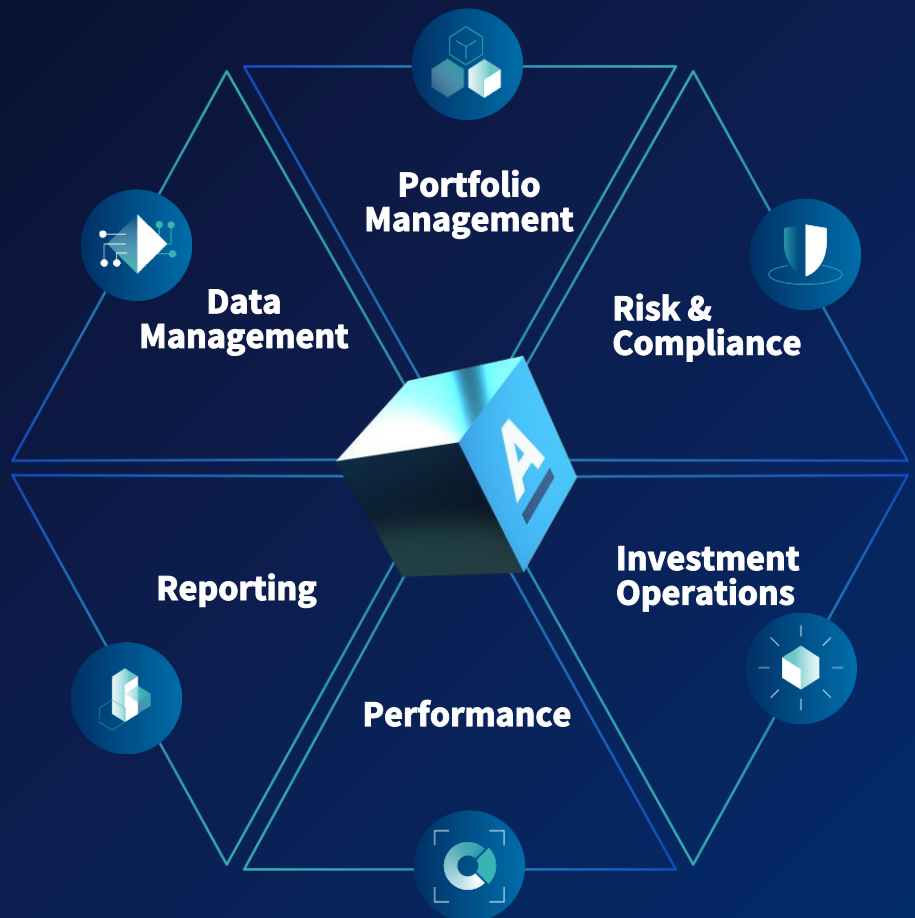 Portfolio
Management
Data
Management
Risk &
Compliance
A
Reporting
Investment
Operations
Performance